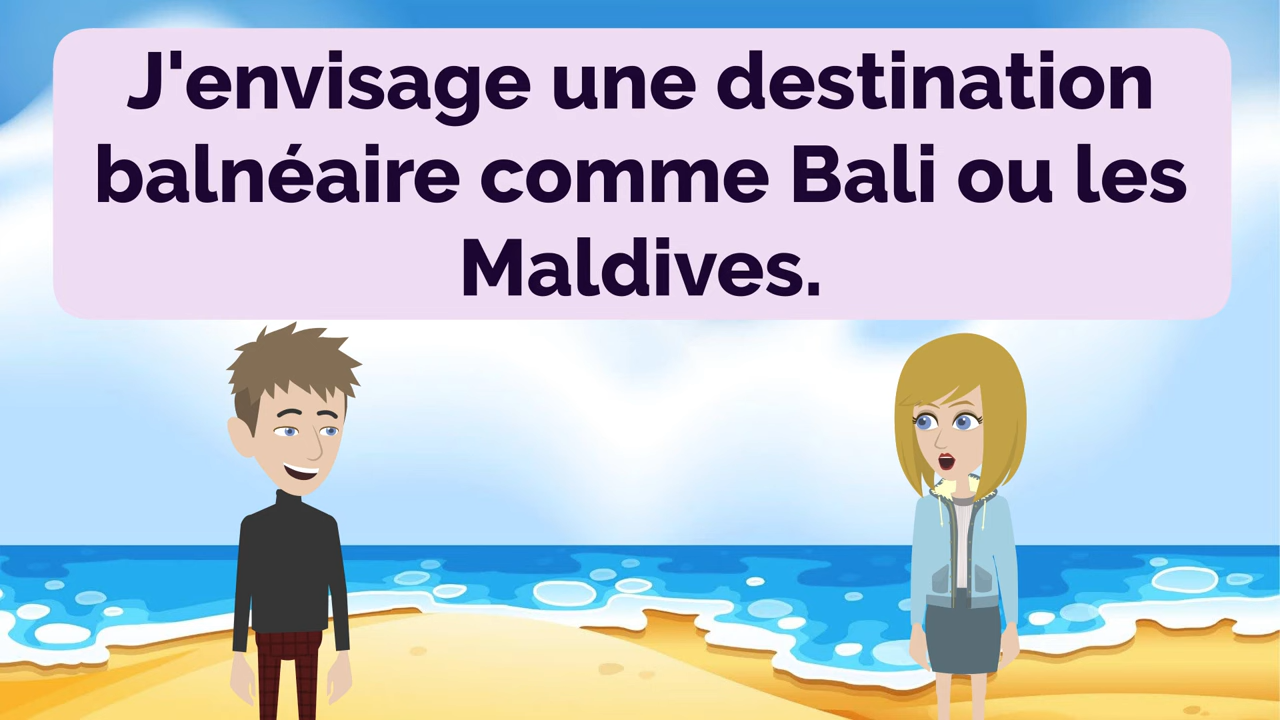 J'envisage une destination
balnéaire comme Bali ou les
Maldives.